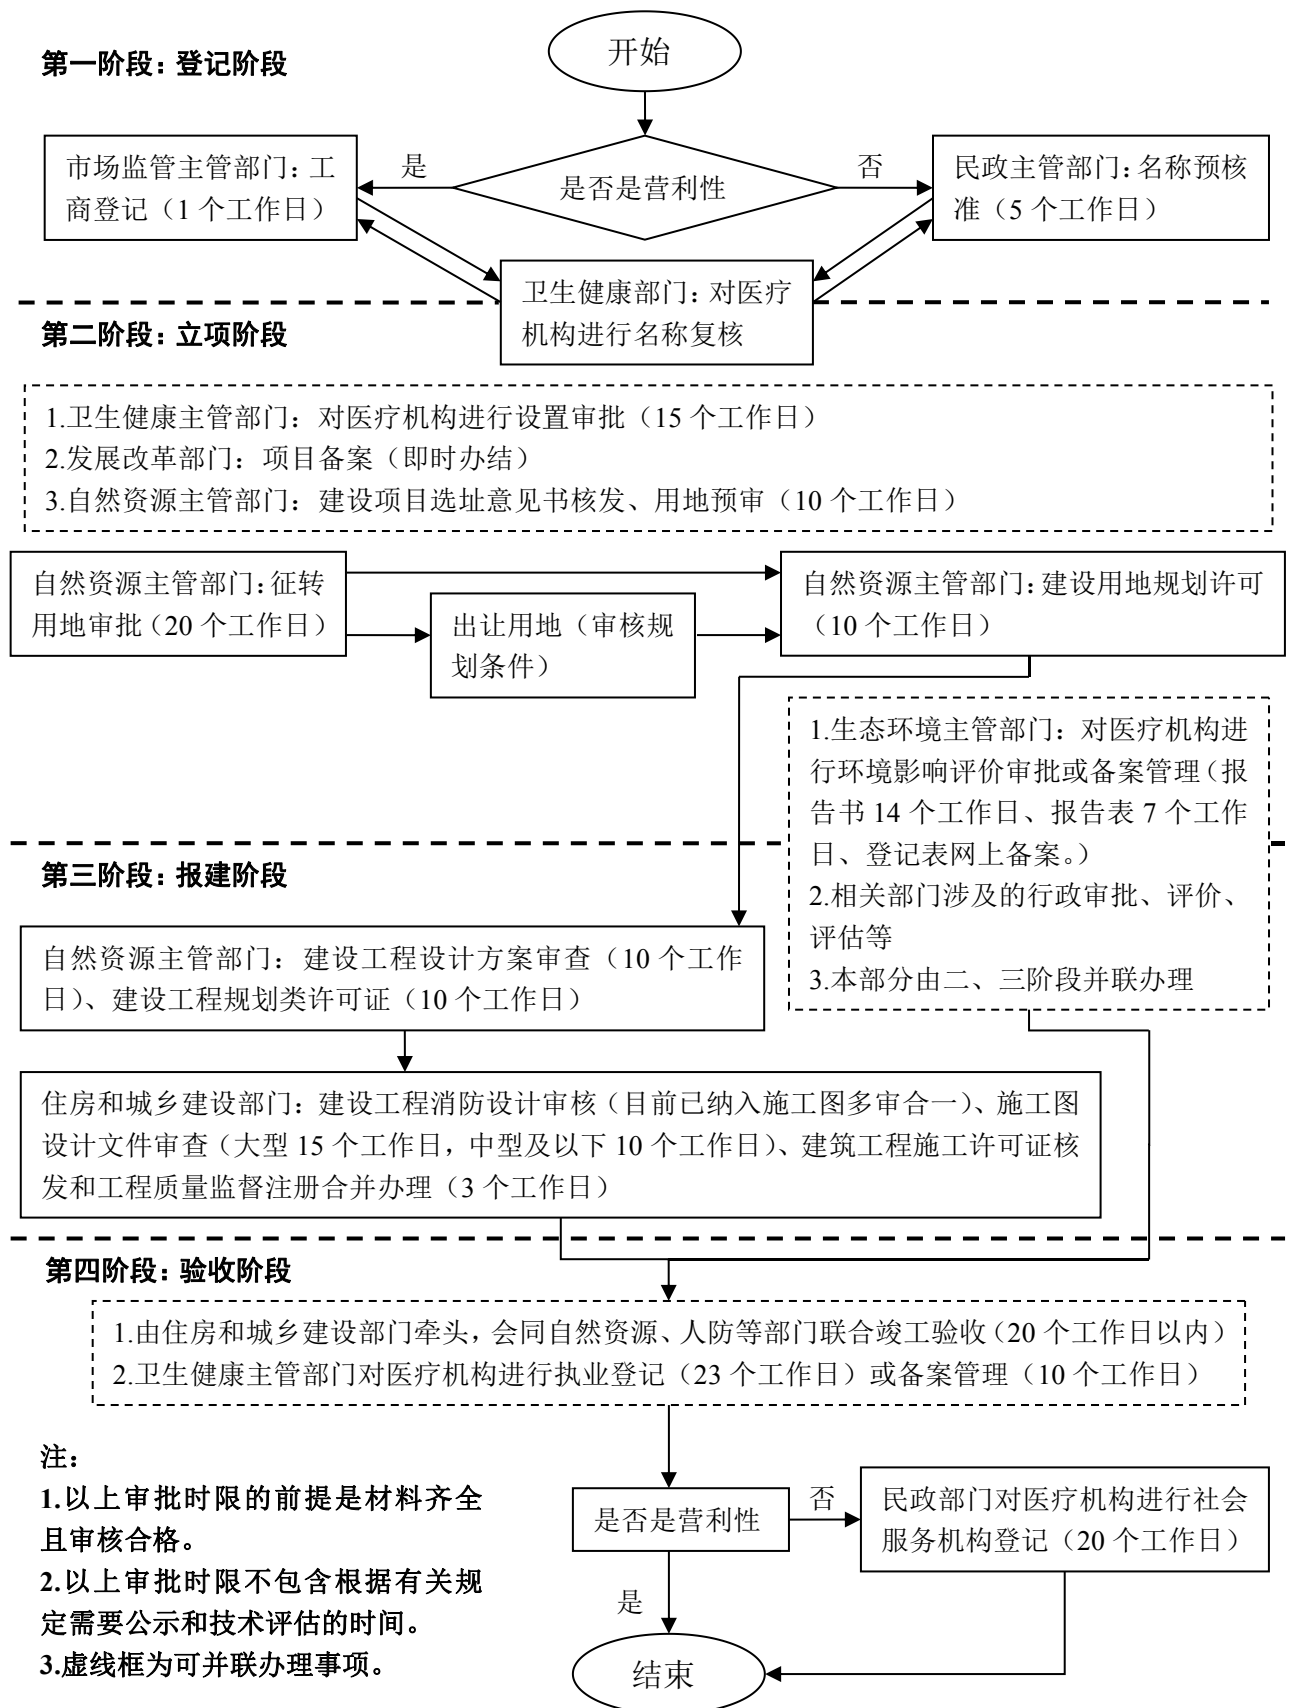 开始
第一阶段：登记阶段
市场监管主管部门：工
商登记（1 个工作日）
是
是否是营利性
否
民政主管部门：名称预核
准（5 个工作日）
卫生健康部门：对医疗
机构进行名称复核
第二阶段：立项阶段
1.卫生健康主管部门：对医疗机构进行设置审批（15 个工作日）
2.发展改革部门：项目备案（即时办结）
3.自然资源主管部门：建设项目选址意见书核发、用地预审（10 个工作日）
自然资源主管部门：征转
用地审批（20 个工作日）
出让用地（审核规
划条件）
自然资源主管部门：建设用地规划许可
（10 个工作日）
1.生态环境主管部门：对医疗机构进
行环境影响评价审批或备案管理（报
告书 14 个工作日、报告表 7 个工作
日、登记表网上备案。）
2.相关部门涉及的行政审批、评价、
评估等
3.本部分由二、三阶段并联办理
第三阶段：报建阶段
自然资源主管部门：建设工程设计方案审查（10 个工作
日）、建设工程规划类许可证（10 个工作日）
住房和城乡建设部门：建设工程消防设计审核（目前已纳入施工图多审合一）、施工图
设计文件审查（大型 15 个工作日，中型及以下 10 个工作日）、建筑工程施工许可证核
发和工程质量监督注册合并办理（3 个工作日）
第四阶段：验收阶段
1.由住房和城乡建设部门牵头，会同自然资源、人防等部门联合竣工验收（20 个工作日以内）
2.卫生健康主管部门对医疗机构进行执业登记（23 个工作日）或备案管理（10 个工作日）
注：
1.以上审批时限的前提是材料齐全
且审核合格。
2.以上审批时限不包含根据有关规
定需要公示和技术评估的时间。
3.虚线框为可并联办理事项。
是否是营利性
否
民政部门对医疗机构进行社会
服务机构登记（20 个工作日）
是
结束